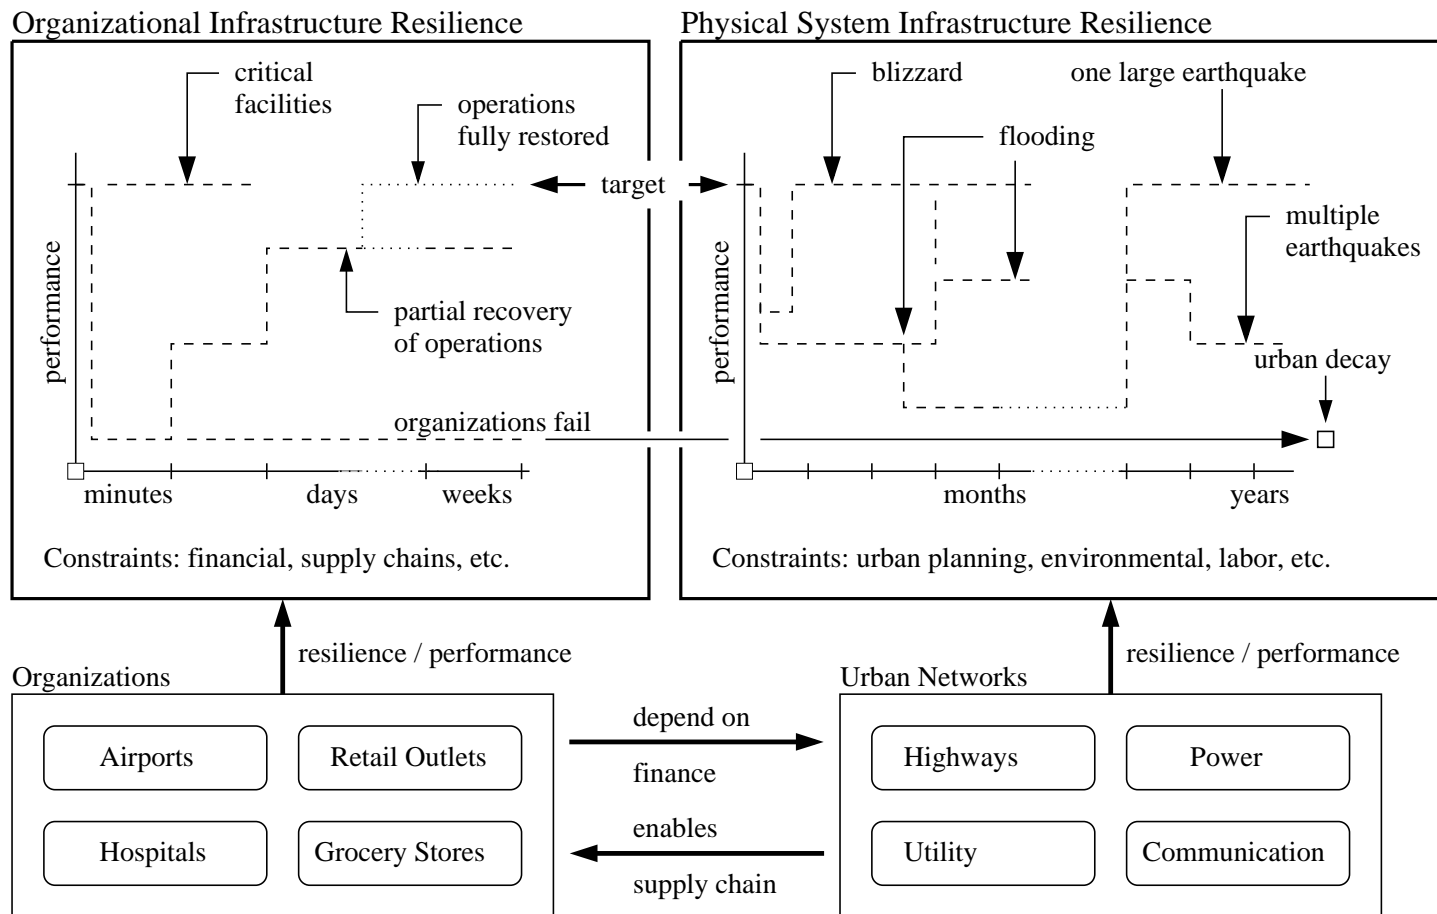 Organizational Infrastructure Resilience
critical
facilities
operations
fully restored
performance
partial recovery
of operations
organizations fail
minutes
days
weeks
Constraints: financial, supply chains, etc.
target
Physical System Infrastructure Resilience
blizzard
one large earthquake
flooding
multiple
earthquakes
performance
urban decay
months
years
Constraints: urban planning, environmental, labor, etc.
resilience / performance
resilience / performance
Organizations
Airports
Retail Outlets
Hospitals
Grocery Stores
depend on
finance
enables
supply chain
Urban Networks
Highways
Power
Utility
Communication